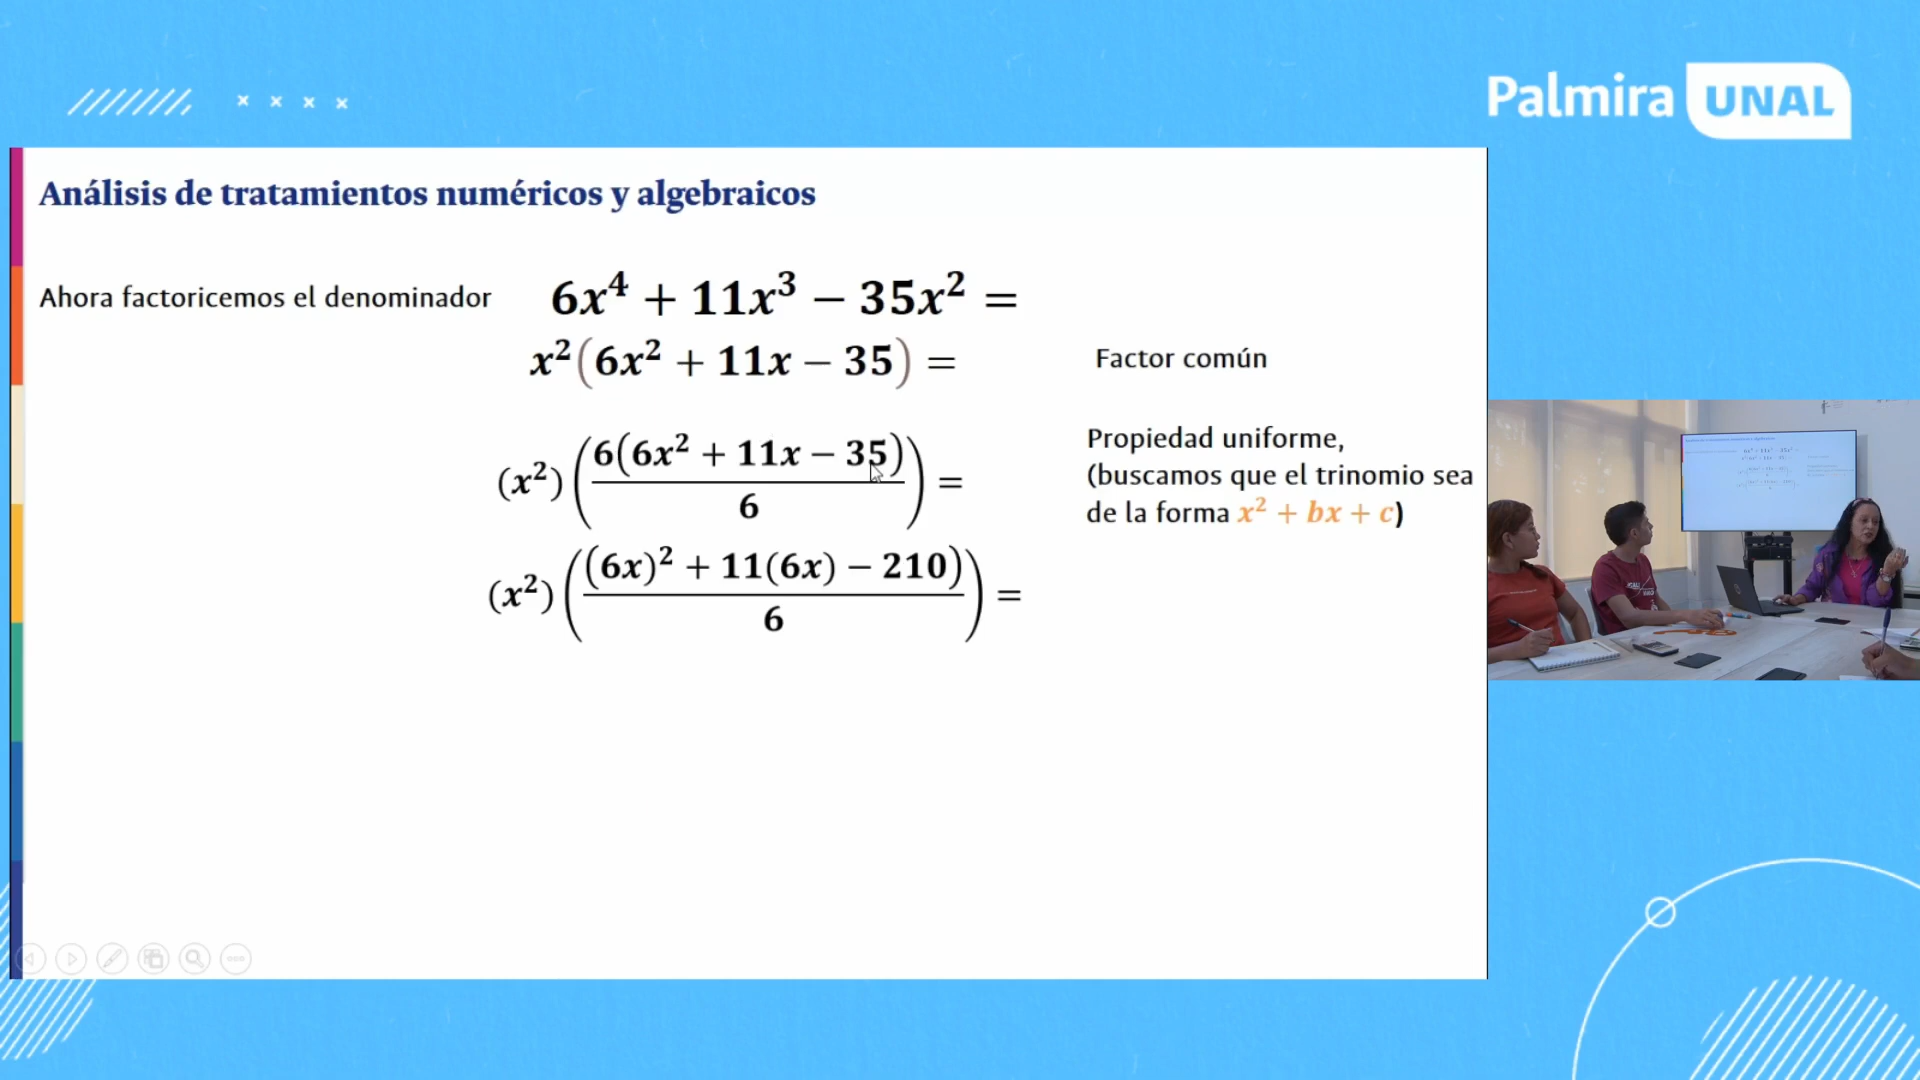 Palmira UNAL
Análisis de tratamientos numéricos y algebraicos
Ahora factoricemos el denominador
6x⁴ + 11x³ − 35x² =
x²(6x² + 11x − 35) =
Factor común
(x²)(6(6x² + 11x − 35)/6) =
Propiedad uniforme,
(buscamos que el trinomio sea
de la forma x² + bx + c)
(x²)(((6x)² + 11(6x) − 210)/6) =